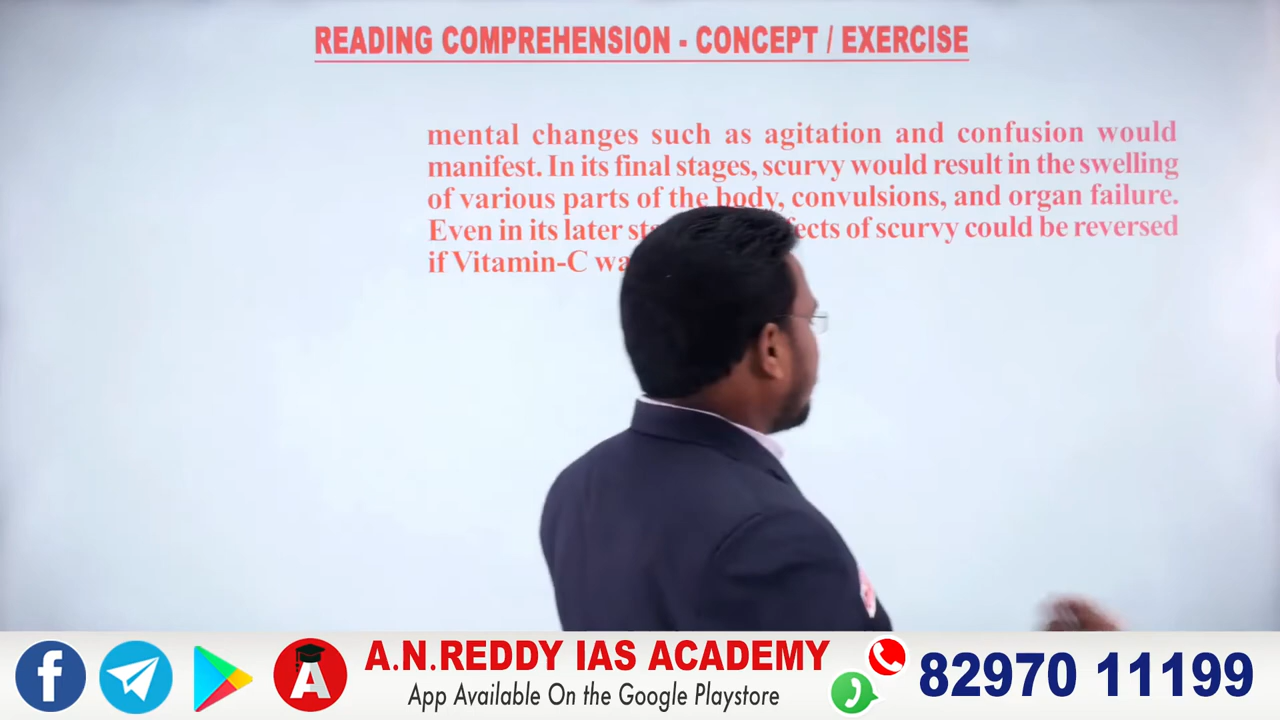 READING COMPREHENSION - CONCEPT / EXERCISE
mental changes such as agitation and confusion would
manifest. In its final stages, scurvy would result in the swelling
of various parts of the body, convulsions, and organ failure.
Even in its later of scurvy could be reversed
if Vitamin-C
A.N.REDDY IAS ACADEMY
App Available On the Google Playstore
82970 11199